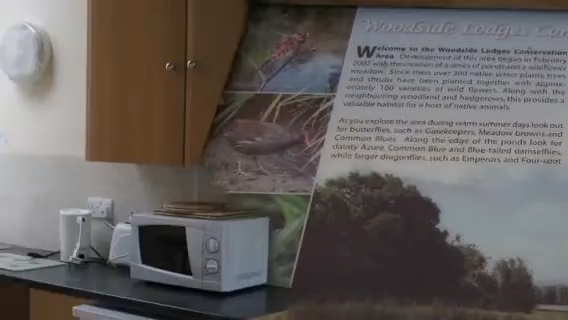 Woodside Lodges Con
Welcome to the Woodside Lodges Conservation
Area. Development of this area began in February
2002 with the creation of a series of ponds and a wildflower
meadow. Since then over 300 native water plants, trees
and shrubs have been planted together with approx-
imately 100 varieties of wild flowers. Along with the
neighbouring woodland and hedgerows, this provides a
valuable habitat for a host of native animals.
As you explore the area during warm summer days look out
for butterflies, such as Gatekeepers, Meadow Browns and
Common Blues. Along the edge of the ponds look for
dainty Azure, Common Blue and Blue-tailed damselflies,
while larger dragonflies, such as Emperors and Four-spot